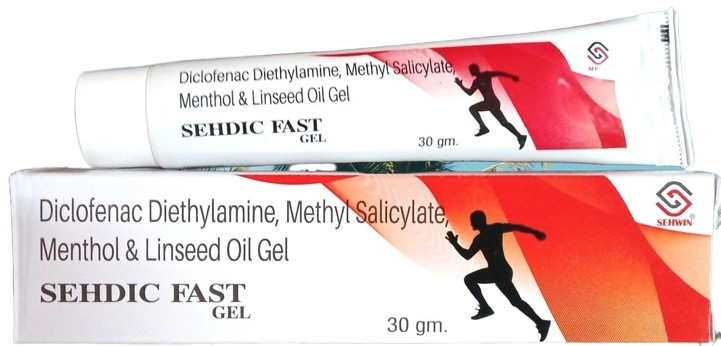 Diclofenac Diethylamine, Methyl Salicylate,
Menthol & Linseed Oil Gel
SEHDIC FAST
GEL
30 gm.
Diclofenac Diethylamine, Methyl Salicylate,
Menthol & Linseed Oil Gel
SEHDIC FAST
GEL
30 gm.
SEHWIN®